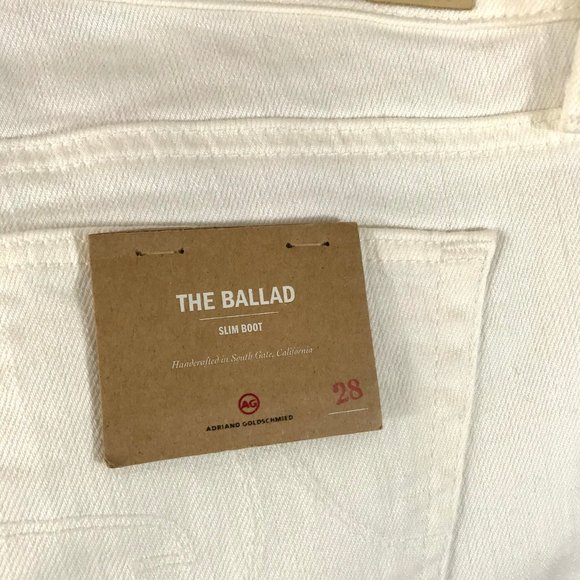 THE BALLAD
SLIM BOOT
Handcrafted in South Gate, California
28
AG
ADRIANO GOLDSCHMIED